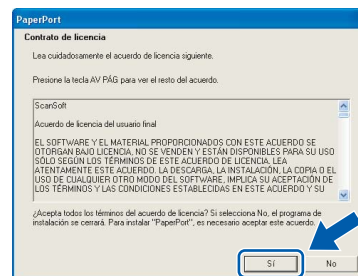 PaperPort
Contrato de licencia
Lea cuidadosamente el acuerdo de licencia siguiente.
Presione la tecla AV PÁG para ver el resto del acuerdo.
ScanSoft
Acuerdo de licencia del usuario final
EL SOFTWARE Y EL MATERIAL PROPORCIONADOS CON ESTE ACUERDO SE
OTORGAN BAJO LICENCIA, NO SE VENDEN Y ESTÁN DISPONIBLES PARA SU USO
SÓLO SEGÚN LOS TÉRMINOS DE ESTE ACUERDO DE LICENCIA. LEA
ATENTAMENTE ESTE ACUERDO. LA DESCARGA, LA INSTALACIÓN, LA COPIA O EL
USO DE CUALQUIER OTRO MODO DEL SOFTWARE, IMPLICA SU ACEPTACIÓN DE
LOS TÉRMINOS Y LAS CONDICIONES ESTABLECIDAS EN ESTE ACUERDO Y SU
¿Acepta todos los términos del acuerdo de licencia? Si selecciona No, el programa de
instalación se cerrará. Para instalar "PaperPort", es necesario aceptar este acuerdo.
Sí
No